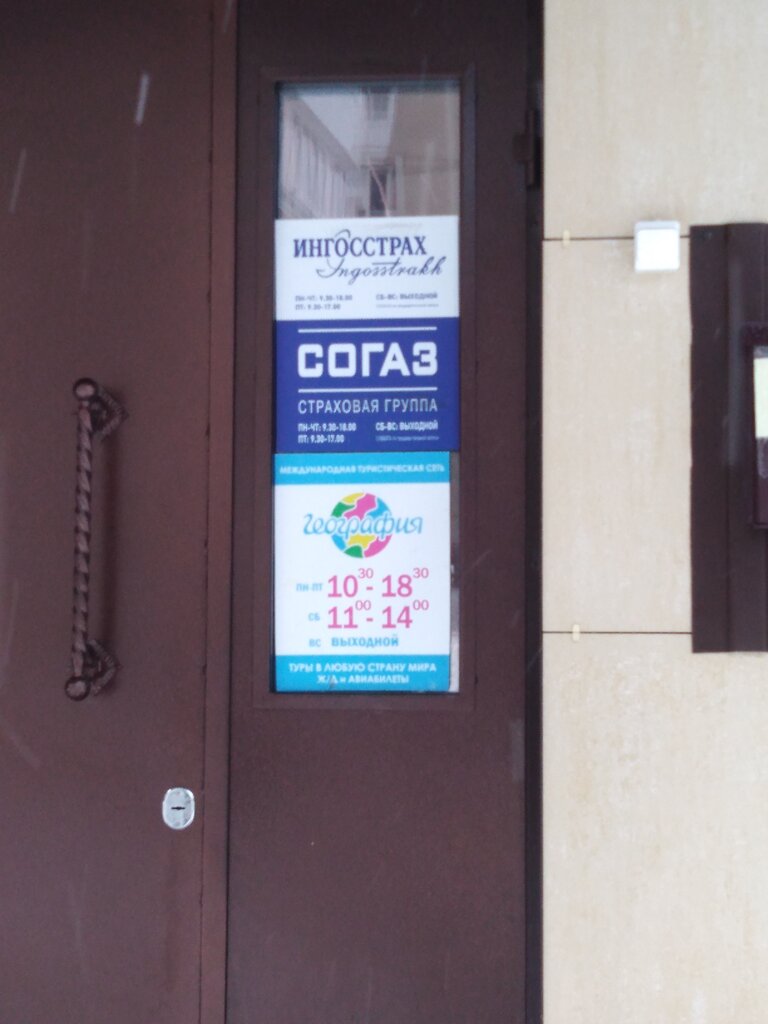 ИНГОССТРАХ
Ingosstrakh
ПН-ЧТ: 9.30-18.00 СБ-ВС: ВЫХОДНОЙ
ПТ: 9.30-17.00
СОГАЗ
СТРАХОВАЯ ГРУППА
ПН-ЧТ: 9.30-18.00 СБ-ВС: ВЫХОДНОЙ
ПТ: 9.30-17.00
МЕЖДУНАРОДНАЯ ТУРИСТИЧЕСКАЯ СЕТЬ
География
ПН-ПТ 10 30 - 18 30
СБ 11 00 - 14 00
ВС ВЫХОДНОЙ
ТУРЫ В ЛЮБУЮ СТРАНУ МИРА
Ж/Д и АВИАБИЛЕТЫ